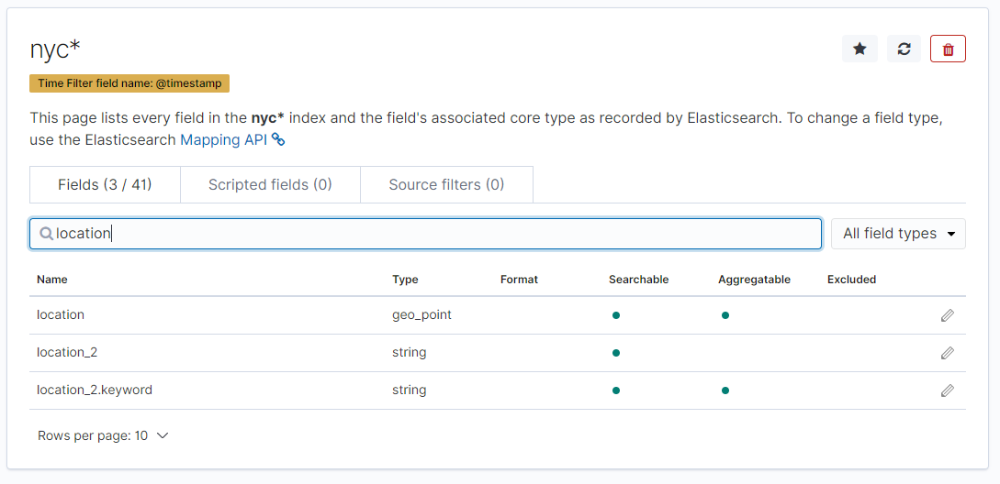 nyc*
Time Filter field name: @timestamp
This page lists every field in the nyc* index and the field's associated core type as recorded by Elasticsearch. To change a field type,
use the Elasticsearch Mapping API
Fields (3 / 41) Scripted fields (0) Source filters (0)
location All field types
Name Type Format Searchable Aggregatable Excluded
location geo_point
location_2 string
location_2.keyword string
Rows per page: 10